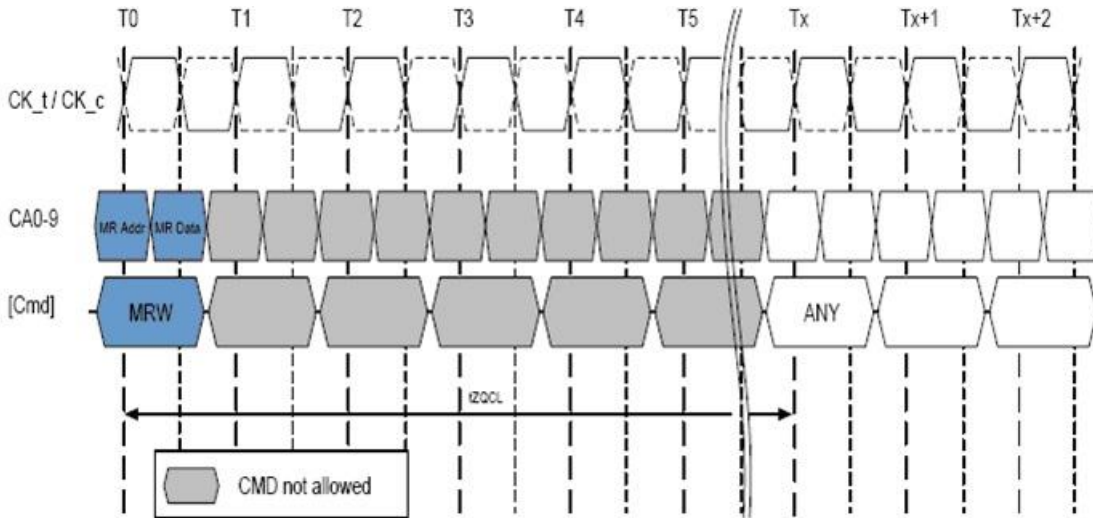 T0 T1 T2 T3 T4 T5 Tx Tx+1 Tx+2
CK_t / CK_c
CA0-9 MR Addr MR Data
[Cmd] MRW ANY
tZQCL
CMD not allowed